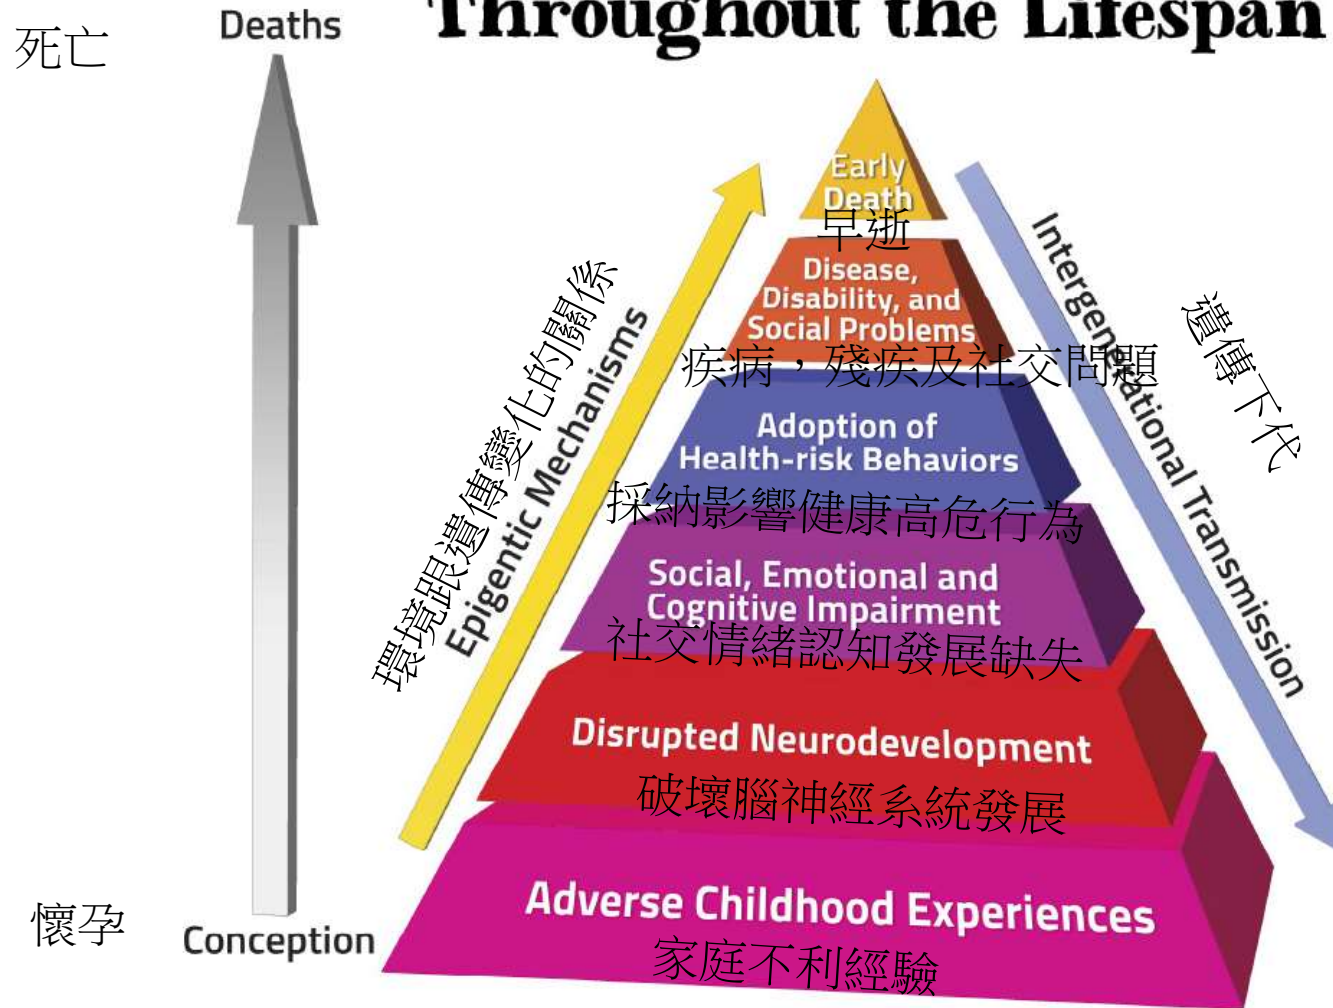 Throughout the Lifespan
死亡
Deaths
Early
Death
早逝
Disease,
Disability, and
Social Problems
疾病，殘疾及社交問題
Adoption of
Health-risk Behaviors
採納影響健康高危行為
Social, Emotional and
Cognitive Impairment
社交情緒認知發展缺失
Disrupted Neurodevelopment
破壞腦神經系統發展
Adverse Childhood Experiences
家庭不利經驗
環境跟遺傳變化的關係
Epigentic Mechanisms
Intergenerational Transmission
遺傳下代
懷孕
Conception